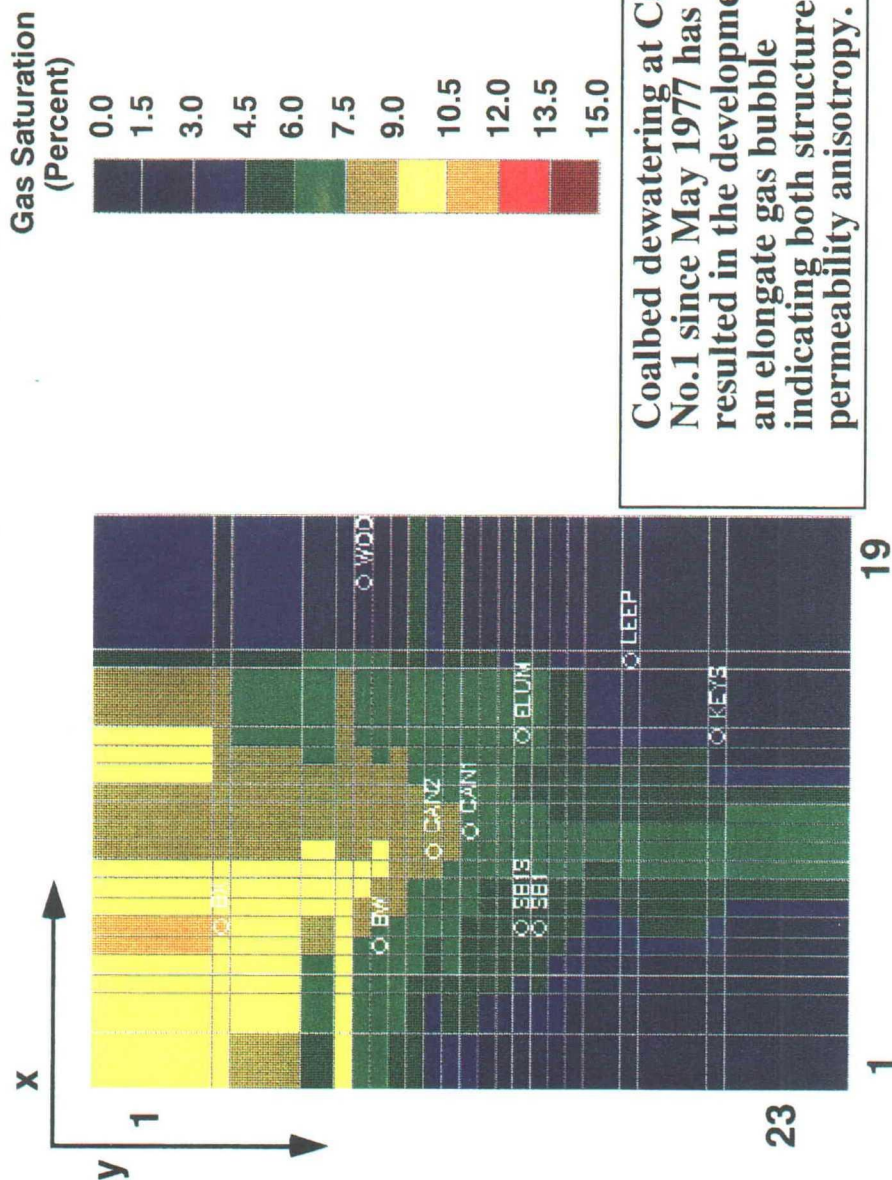 Gas Saturation
(Percent)
0.0
1.5
3.0
4.5
6.0
7.5
9.0
10.5
12.0
13.5
15.0
x
y
1
23
1
19
WOD
BW
CAN2
CAN1
ELUM
SB1S
SB1
LEEP
KEYS
Coalbed dewatering at C
No.1 since May 1977 has
resulted in the developme
an elongate gas bubble
indicating both structure
permeability anisotropy.